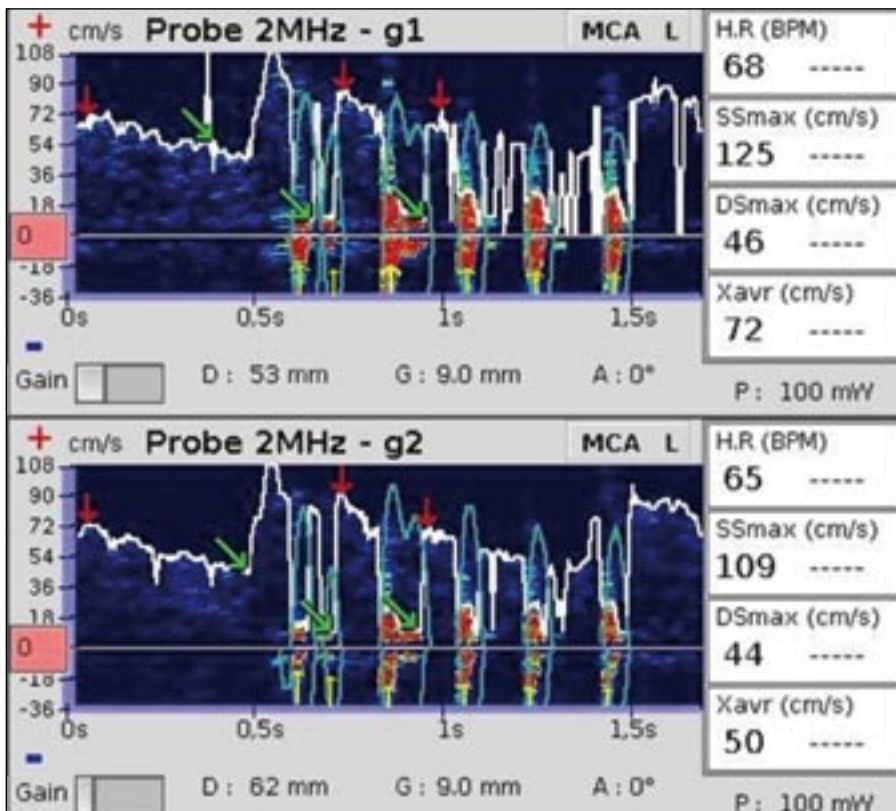 + cm/s Probe 2MHz - g1 MCA L
108
90
72
54
36
18
0
-18
-36
0s 0,5s 1s 1,5s
-
Gain D : 53 mm G : 9.0 mm A : 0° P : 100 mW
H.R (BPM)
68 -----
SSmax (cm/s)
125 -----
DSmax (cm/s)
46 -----
Xavr (cm/s)
72 -----
+ cm/s Probe 2MHz - g2 MCA L
108
90
72
54
36
18
0
-18
-36
0s 0,5s 1s 1,5s
-
Gain D : 62 mm G : 9.0 mm A : 0° P : 100 mW
H.R (BPM)
65 -----
SSmax (cm/s)
109 -----
DSmax (cm/s)
44 -----
Xavr (cm/s)
50 -----